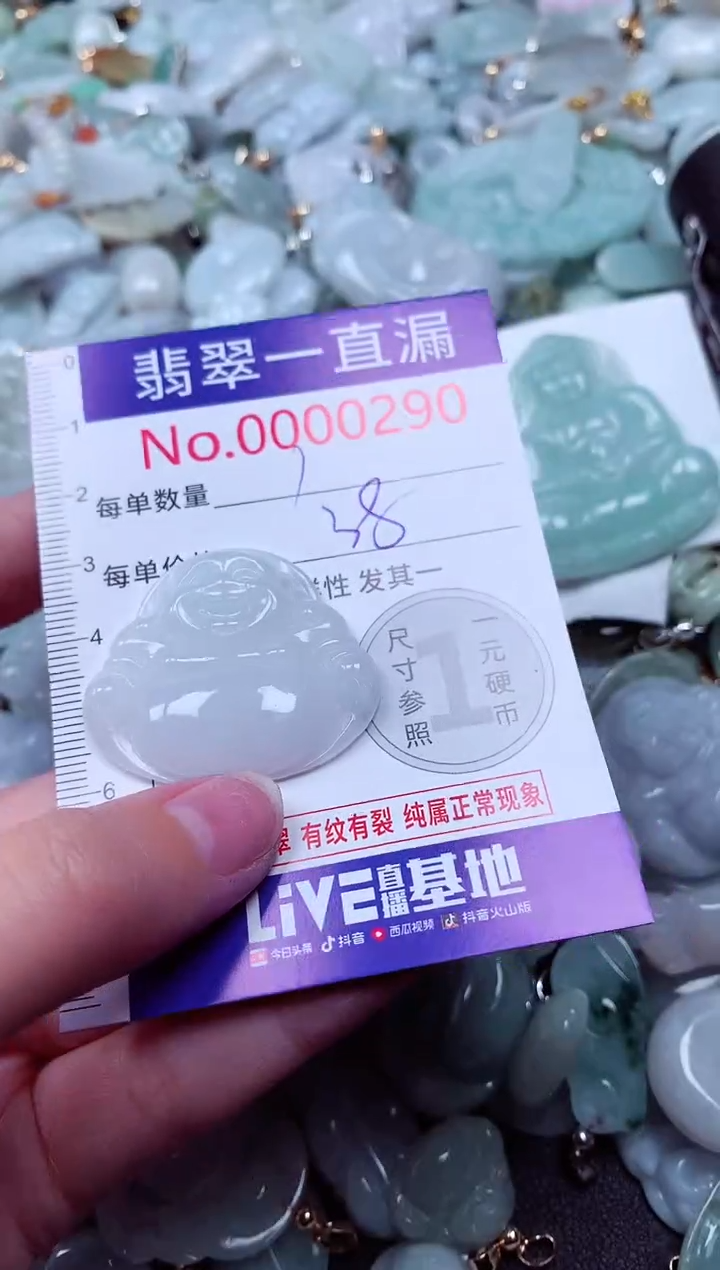 翡翠一直漏
No.0000290
每单数量 1
每单价 38
性 发其一
尺寸参照
1
一元硬币
有纹有裂 纯属正常现象
LiVE直播基地
今日头条 抖音 西瓜视频 抖音火山版
0
1
2
3
4
6